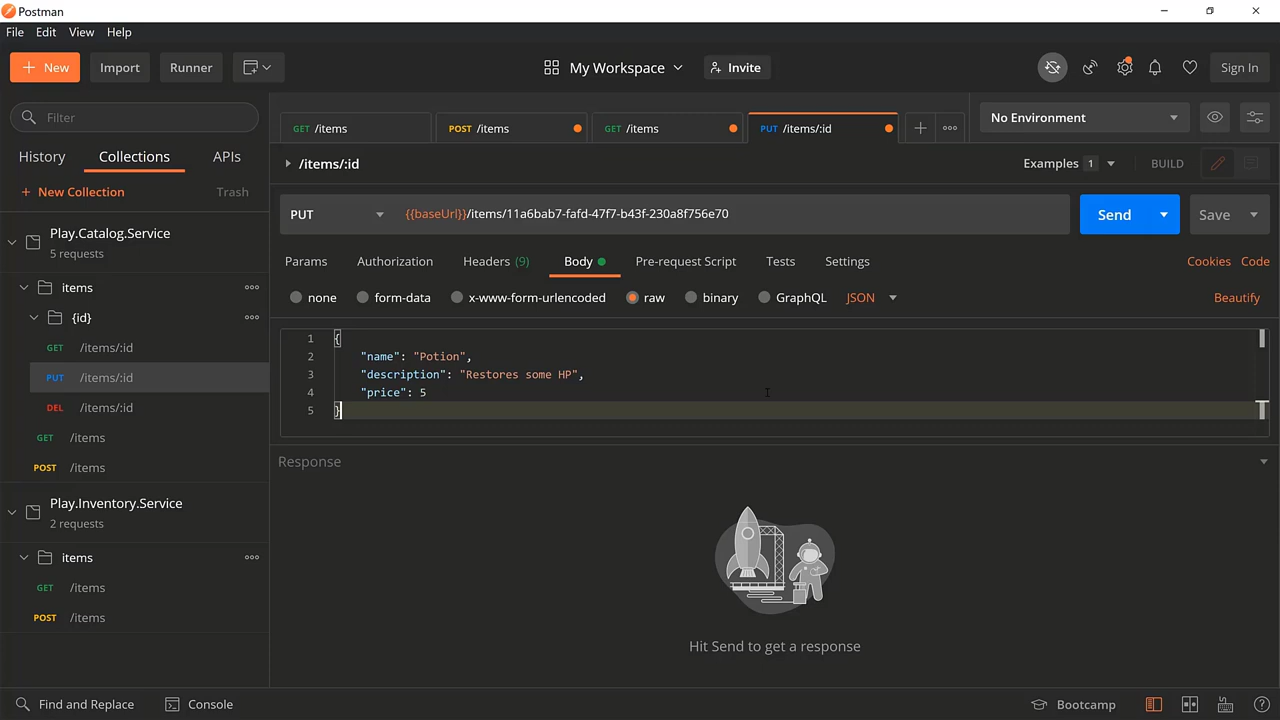 Postman
File Edit View Help
New Import Runner My Workspace Invite Sign In
Filter
GET /items POST /items GET /items PUT /items/:id No Environment
History Collections APIs
/items/:id Examples 1 BUILD
+ New Collection Trash
PUT {{baseUrl}}/items/11a6bab7-fafd-47f7-b43f-230a8f756e70 Send Save
Play.Catalog.Service
5 requests
Params Authorization Headers (9) Body Pre-request Script Tests Settings Cookies Code
items
none form-data x-www-form-urlencoded raw binary GraphQL JSON Beautify
{id}
GET /items/:id
PUT /items/:id
DEL /items/:id
GET /items
POST /items
1 {
2 "name": "Potion",
3 "description": "Restores some HP",
4 "price": 5
5 }
Response
Play.Inventory.Service
2 requests
items
GET /items
POST /items
Hit Send to get a response
Find and Replace Console Bootcamp